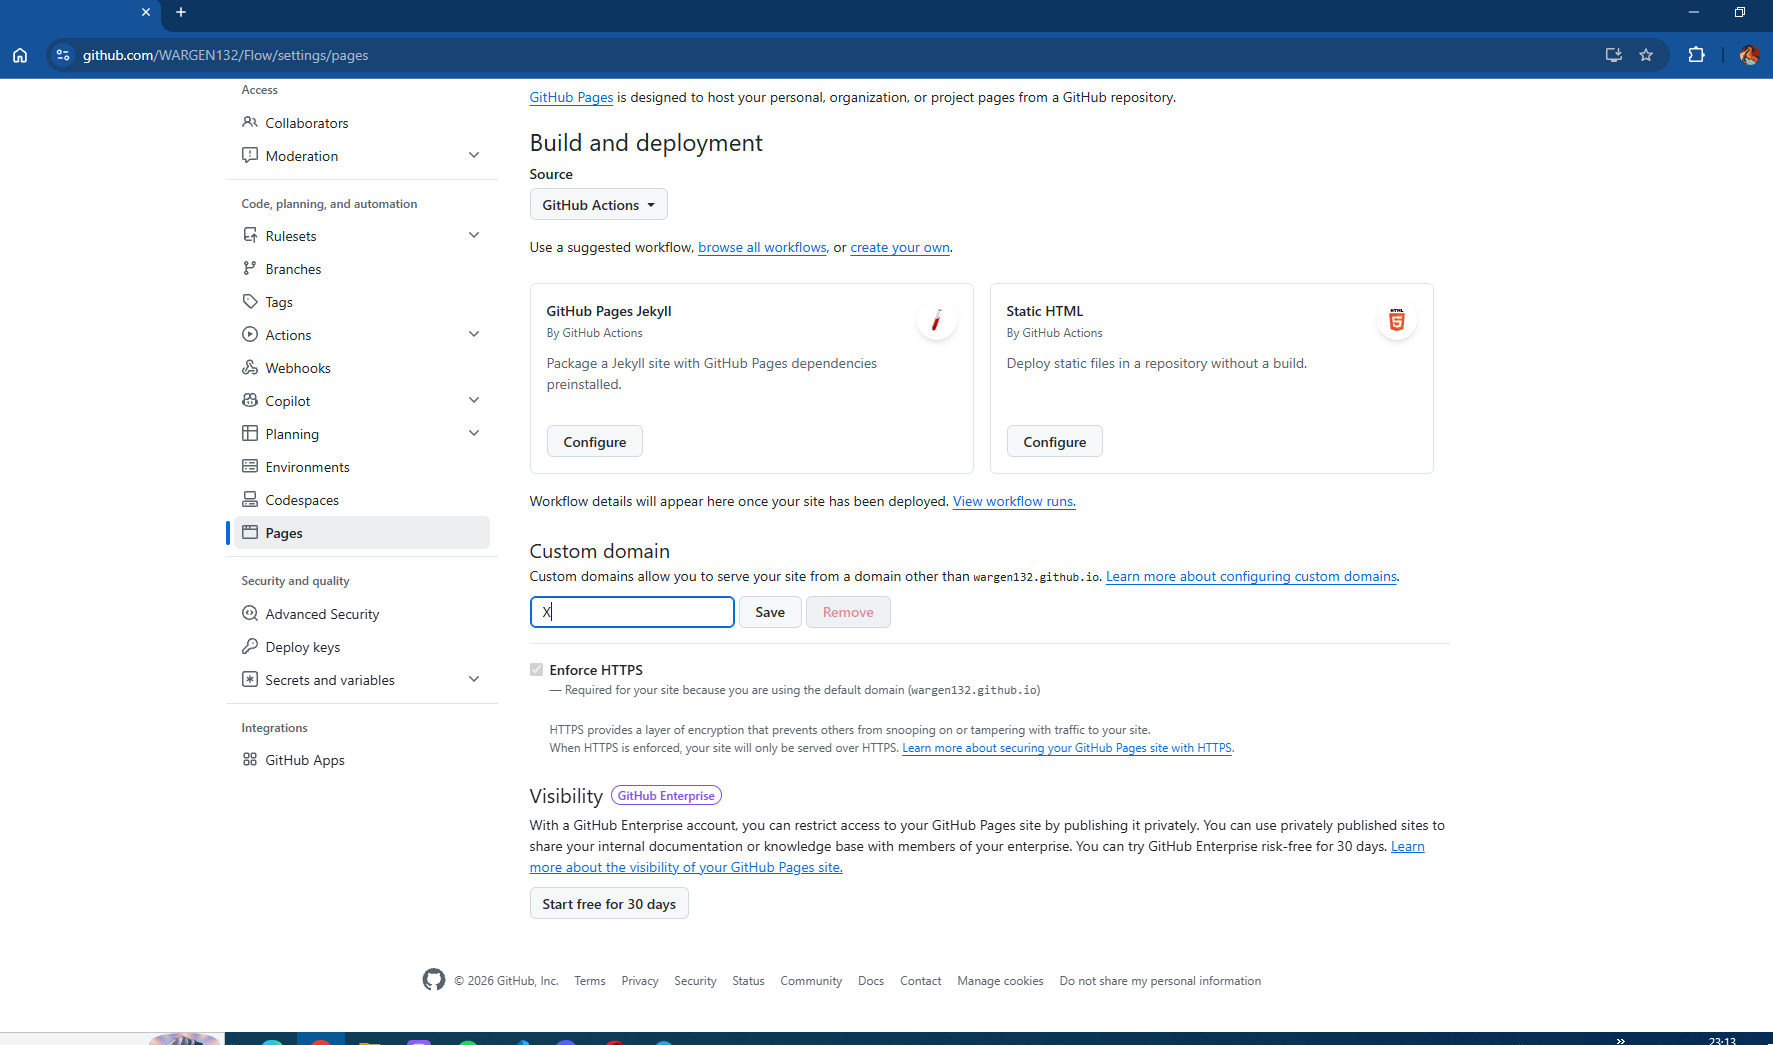 github.com/WARGEN132/Flow/settings/pages
Access
Collaborators
Moderation
Code, planning, and automation
Rulesets
Branches
Tags
Actions
Webhooks
Copilot
Planning
Environments
Codespaces
Pages
Security and quality
Advanced Security
Deploy keys
Secrets and variables
Integrations
GitHub Apps
GitHub Pages is designed to host your personal, organization, or project pages from a GitHub repository.
Build and deployment
Source
GitHub Actions
Use a suggested workflow, browse all workflows, or create your own.
GitHub Pages Jekyll
By GitHub Actions
Package a Jekyll site with GitHub Pages dependencies
preinstalled.
Configure
Static HTML
By GitHub Actions
Deploy static files in a repository without a build.
HTML
5
Configure
Workflow details will appear here once your site has been deployed. View workflow runs.
Custom domain
Custom domains allow you to serve your site from a domain other than wargen132.github.io. Learn more about configuring custom domains.
X Save Remove
Enforce HTTPS
— Required for your site because you are using the default domain (wargen132.github.io)
HTTPS provides a layer of encryption that prevents others from snooping on or tampering with traffic to your site.
When HTTPS is enforced, your site will only be served over HTTPS. Learn more about securing your GitHub Pages site with HTTPS.
Visibility GitHub Enterprise
With a GitHub Enterprise account, you can restrict access to your GitHub Pages site by publishing it privately. You can use privately published sites to
share your internal documentation or knowledge base with members of your enterprise. You can try GitHub Enterprise risk-free for 30 days. Learn
more about the visibility of your GitHub Pages site.
Start free for 30 days
© 2026 GitHub, Inc. Terms Privacy Security Status Community Docs Contact Manage cookies Do not share my personal information
23:13